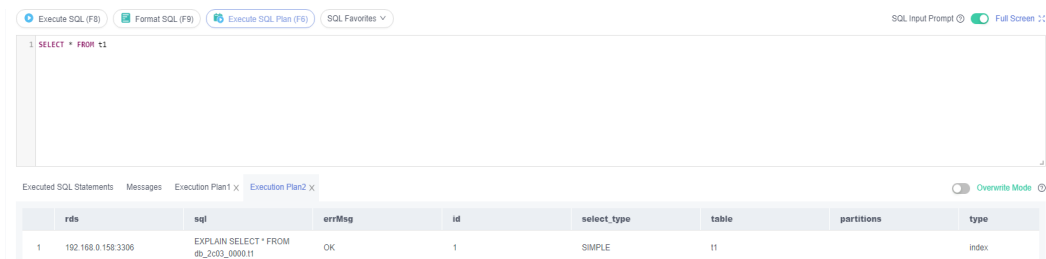 Execute SQL (F8) Format SQL (F9) Execute SQL Plan (F6) SQL Favorites SQL Input Prompt Full Screen
1 SELECT * FROM t1
Executed SQL Statements Messages Execution Plan1 X Execution Plan2 X Overwrite Mode
rds sql errMsg id select_type table partitions type
1 192.168.0.158:3306 EXPLAIN SELECT * FROM OK 1 SIMPLE t1 index
db_2c03_0000.t1